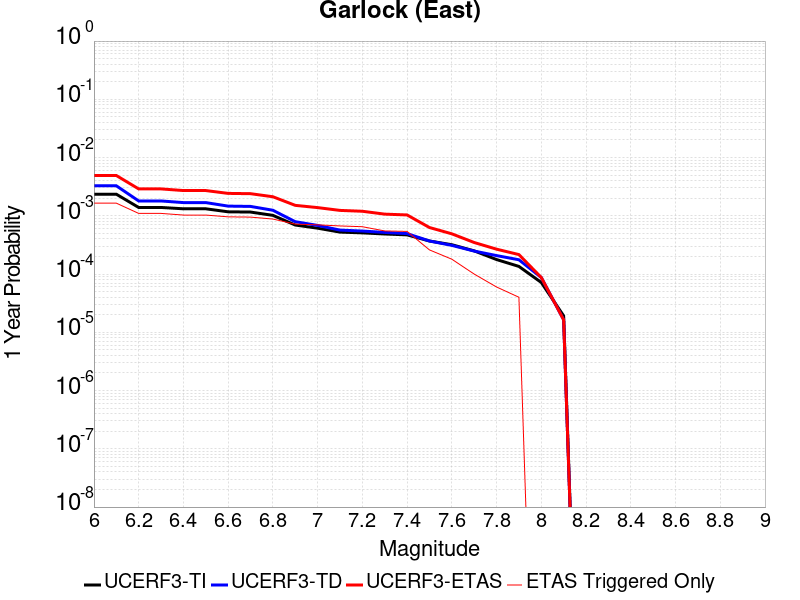 Garlock (East)
10^0
10^-1
10^-2
10^-3
10^-4
10^-5
10^-6
10^-7
10^-8
1 Year Probability
6 6.2 6.4 6.6 6.8 7 7.2 7.4 7.6 7.8 8 8.2 8.4 8.6 8.8 9
Magnitude
UCERF3-TI UCERF3-TD UCERF3-ETAS ETAS Triggered Only